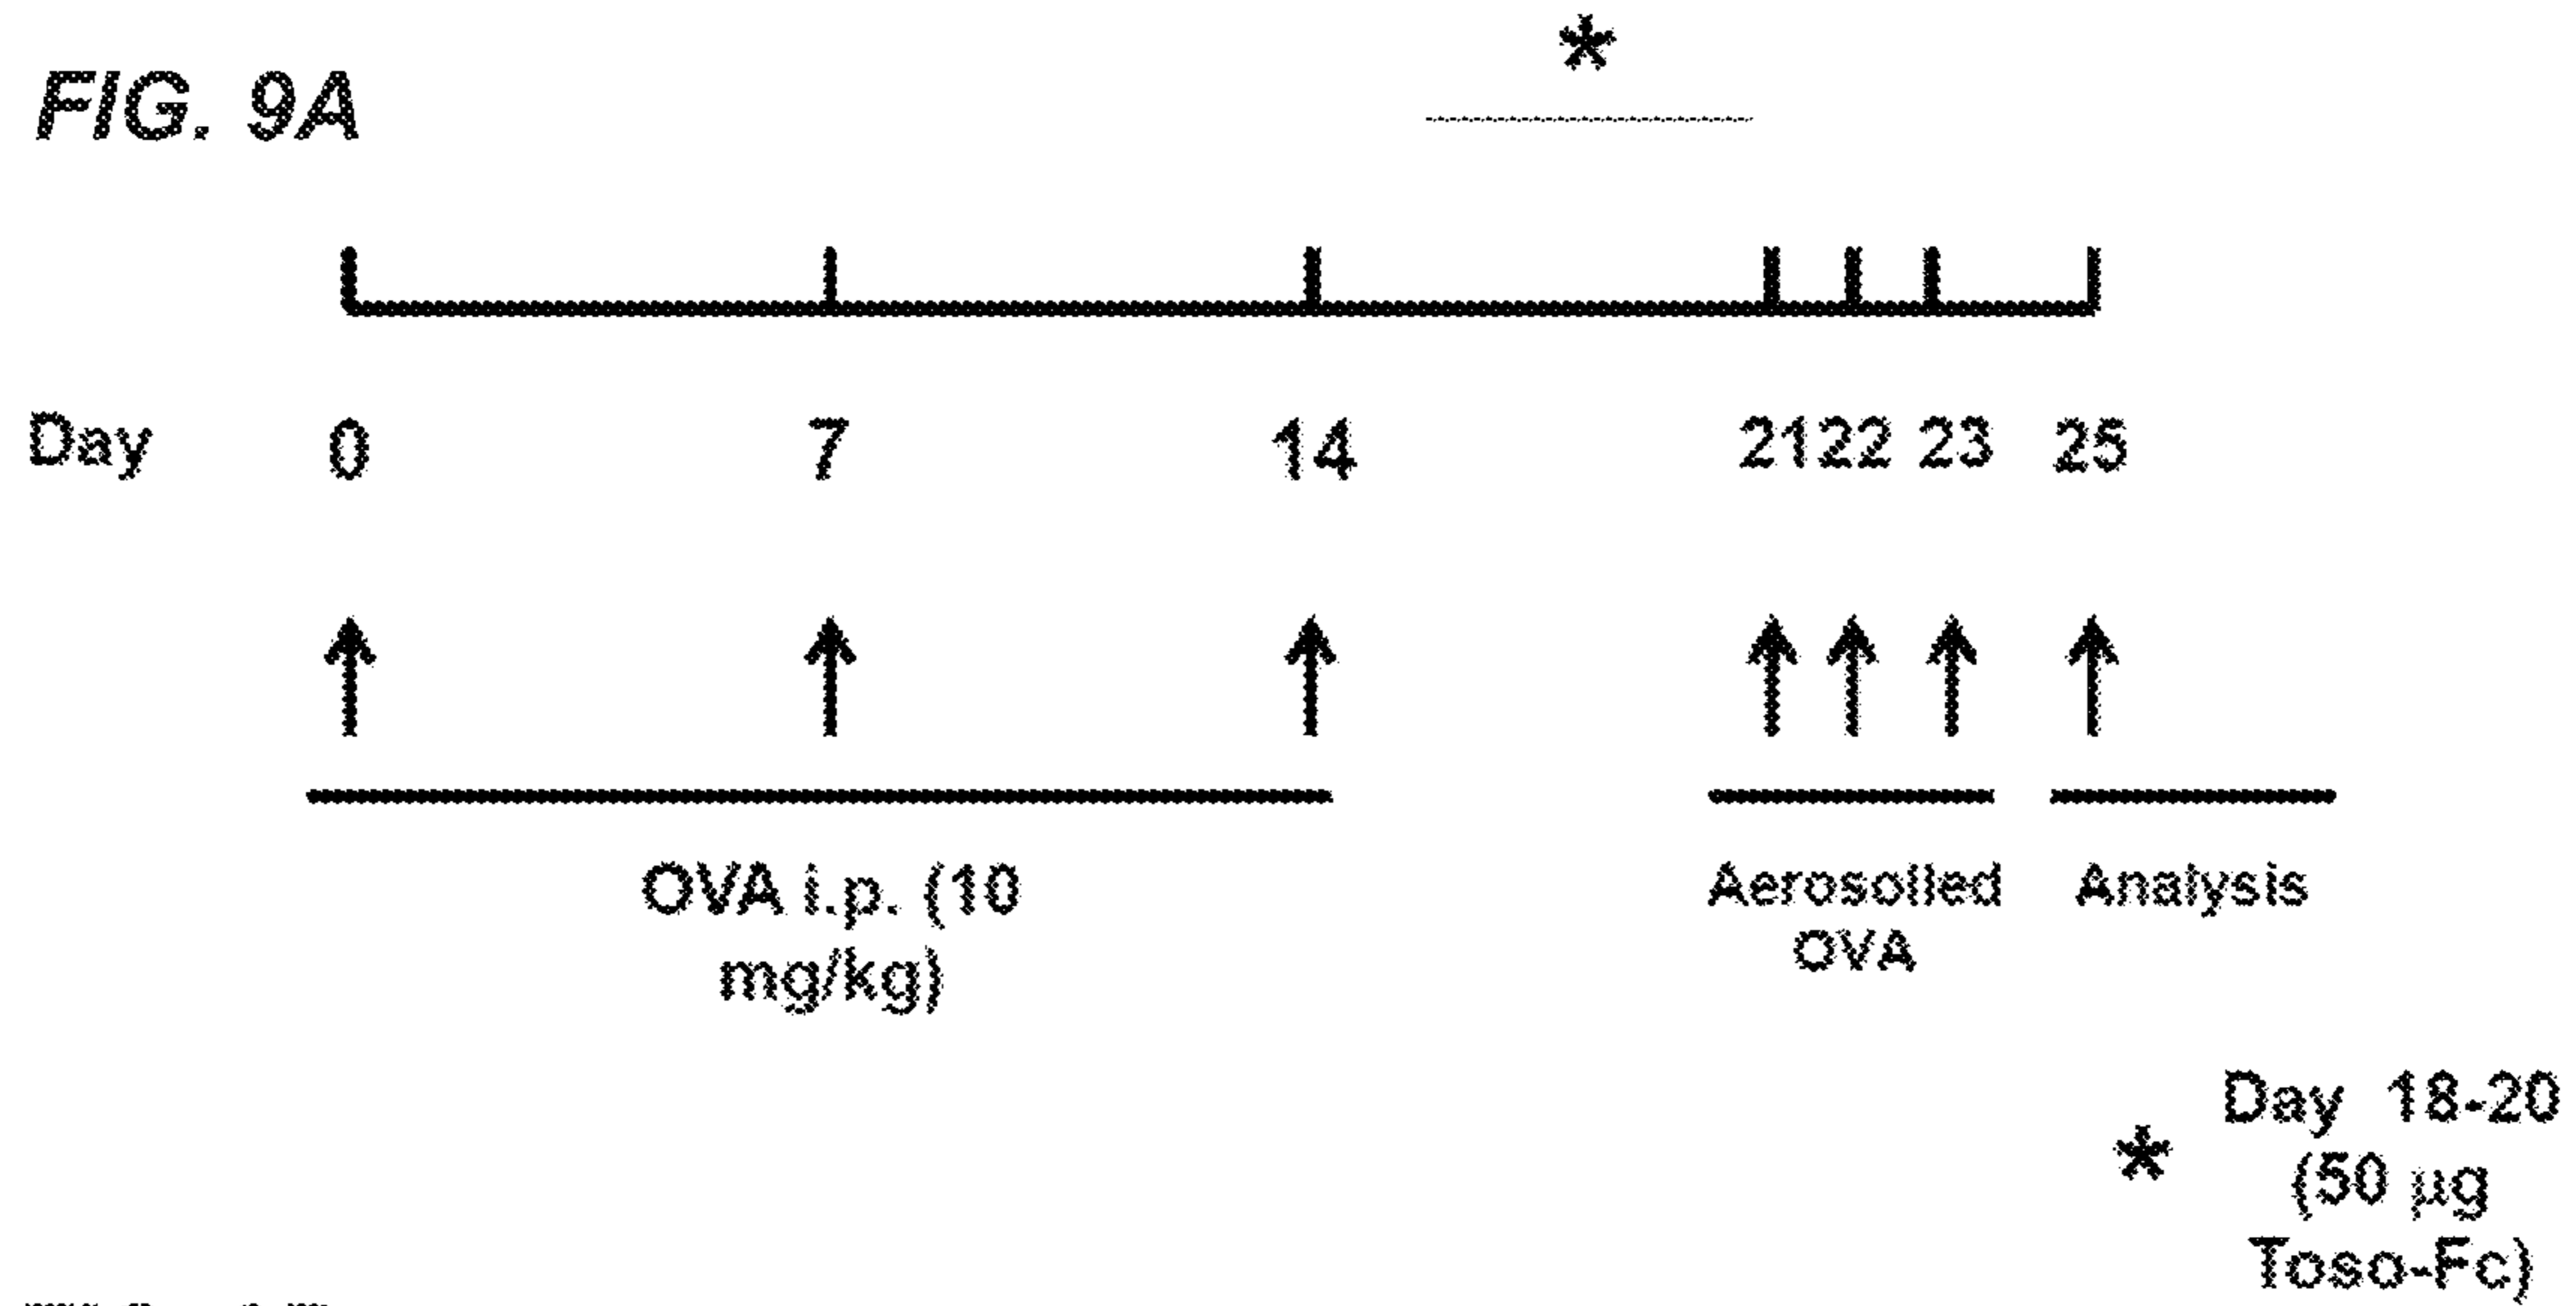 FIG. 9A
*
Day 0 7 14 21 22 23 25
OVA i.p. (10
mg/kg)
Aerosolled
OVA
Analysis
* Day 18-20
(50 µg
Toso-Fc)